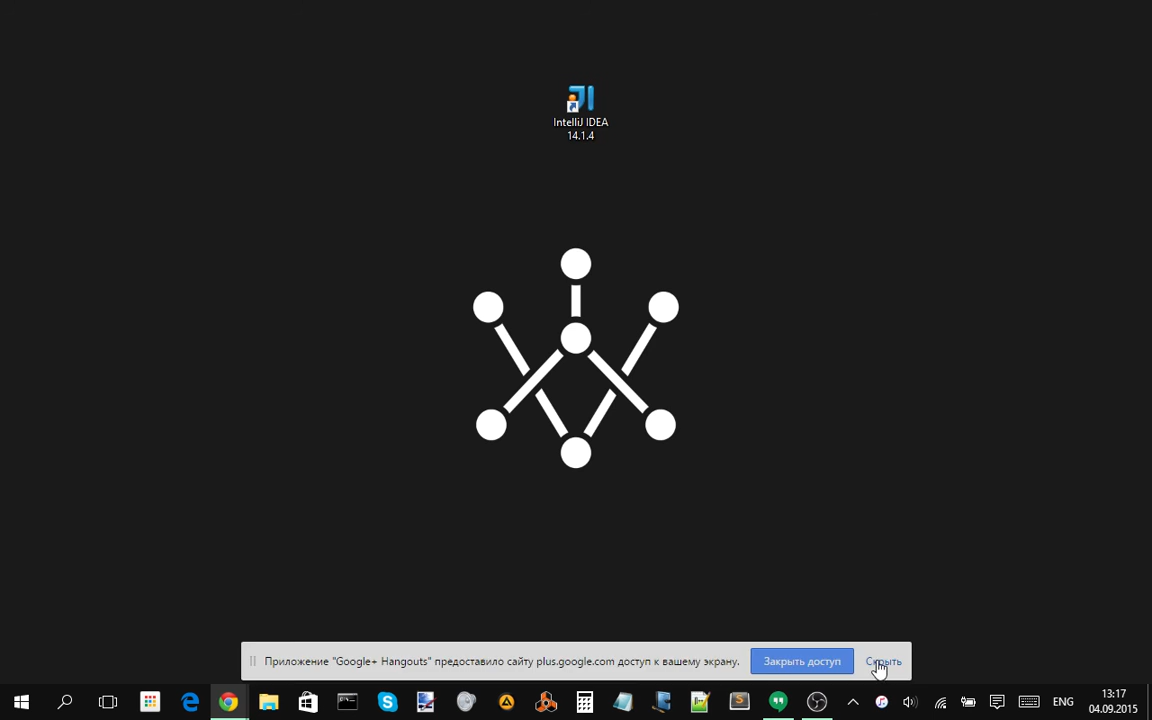 IntelliJ IDEA
14.1.4
Приложение "Google+ Hangouts" предоставило сайту plus.google.com доступ к вашему экрану.
Закрыть доступ
Скрыть
ENG
13:17
04.09.2015